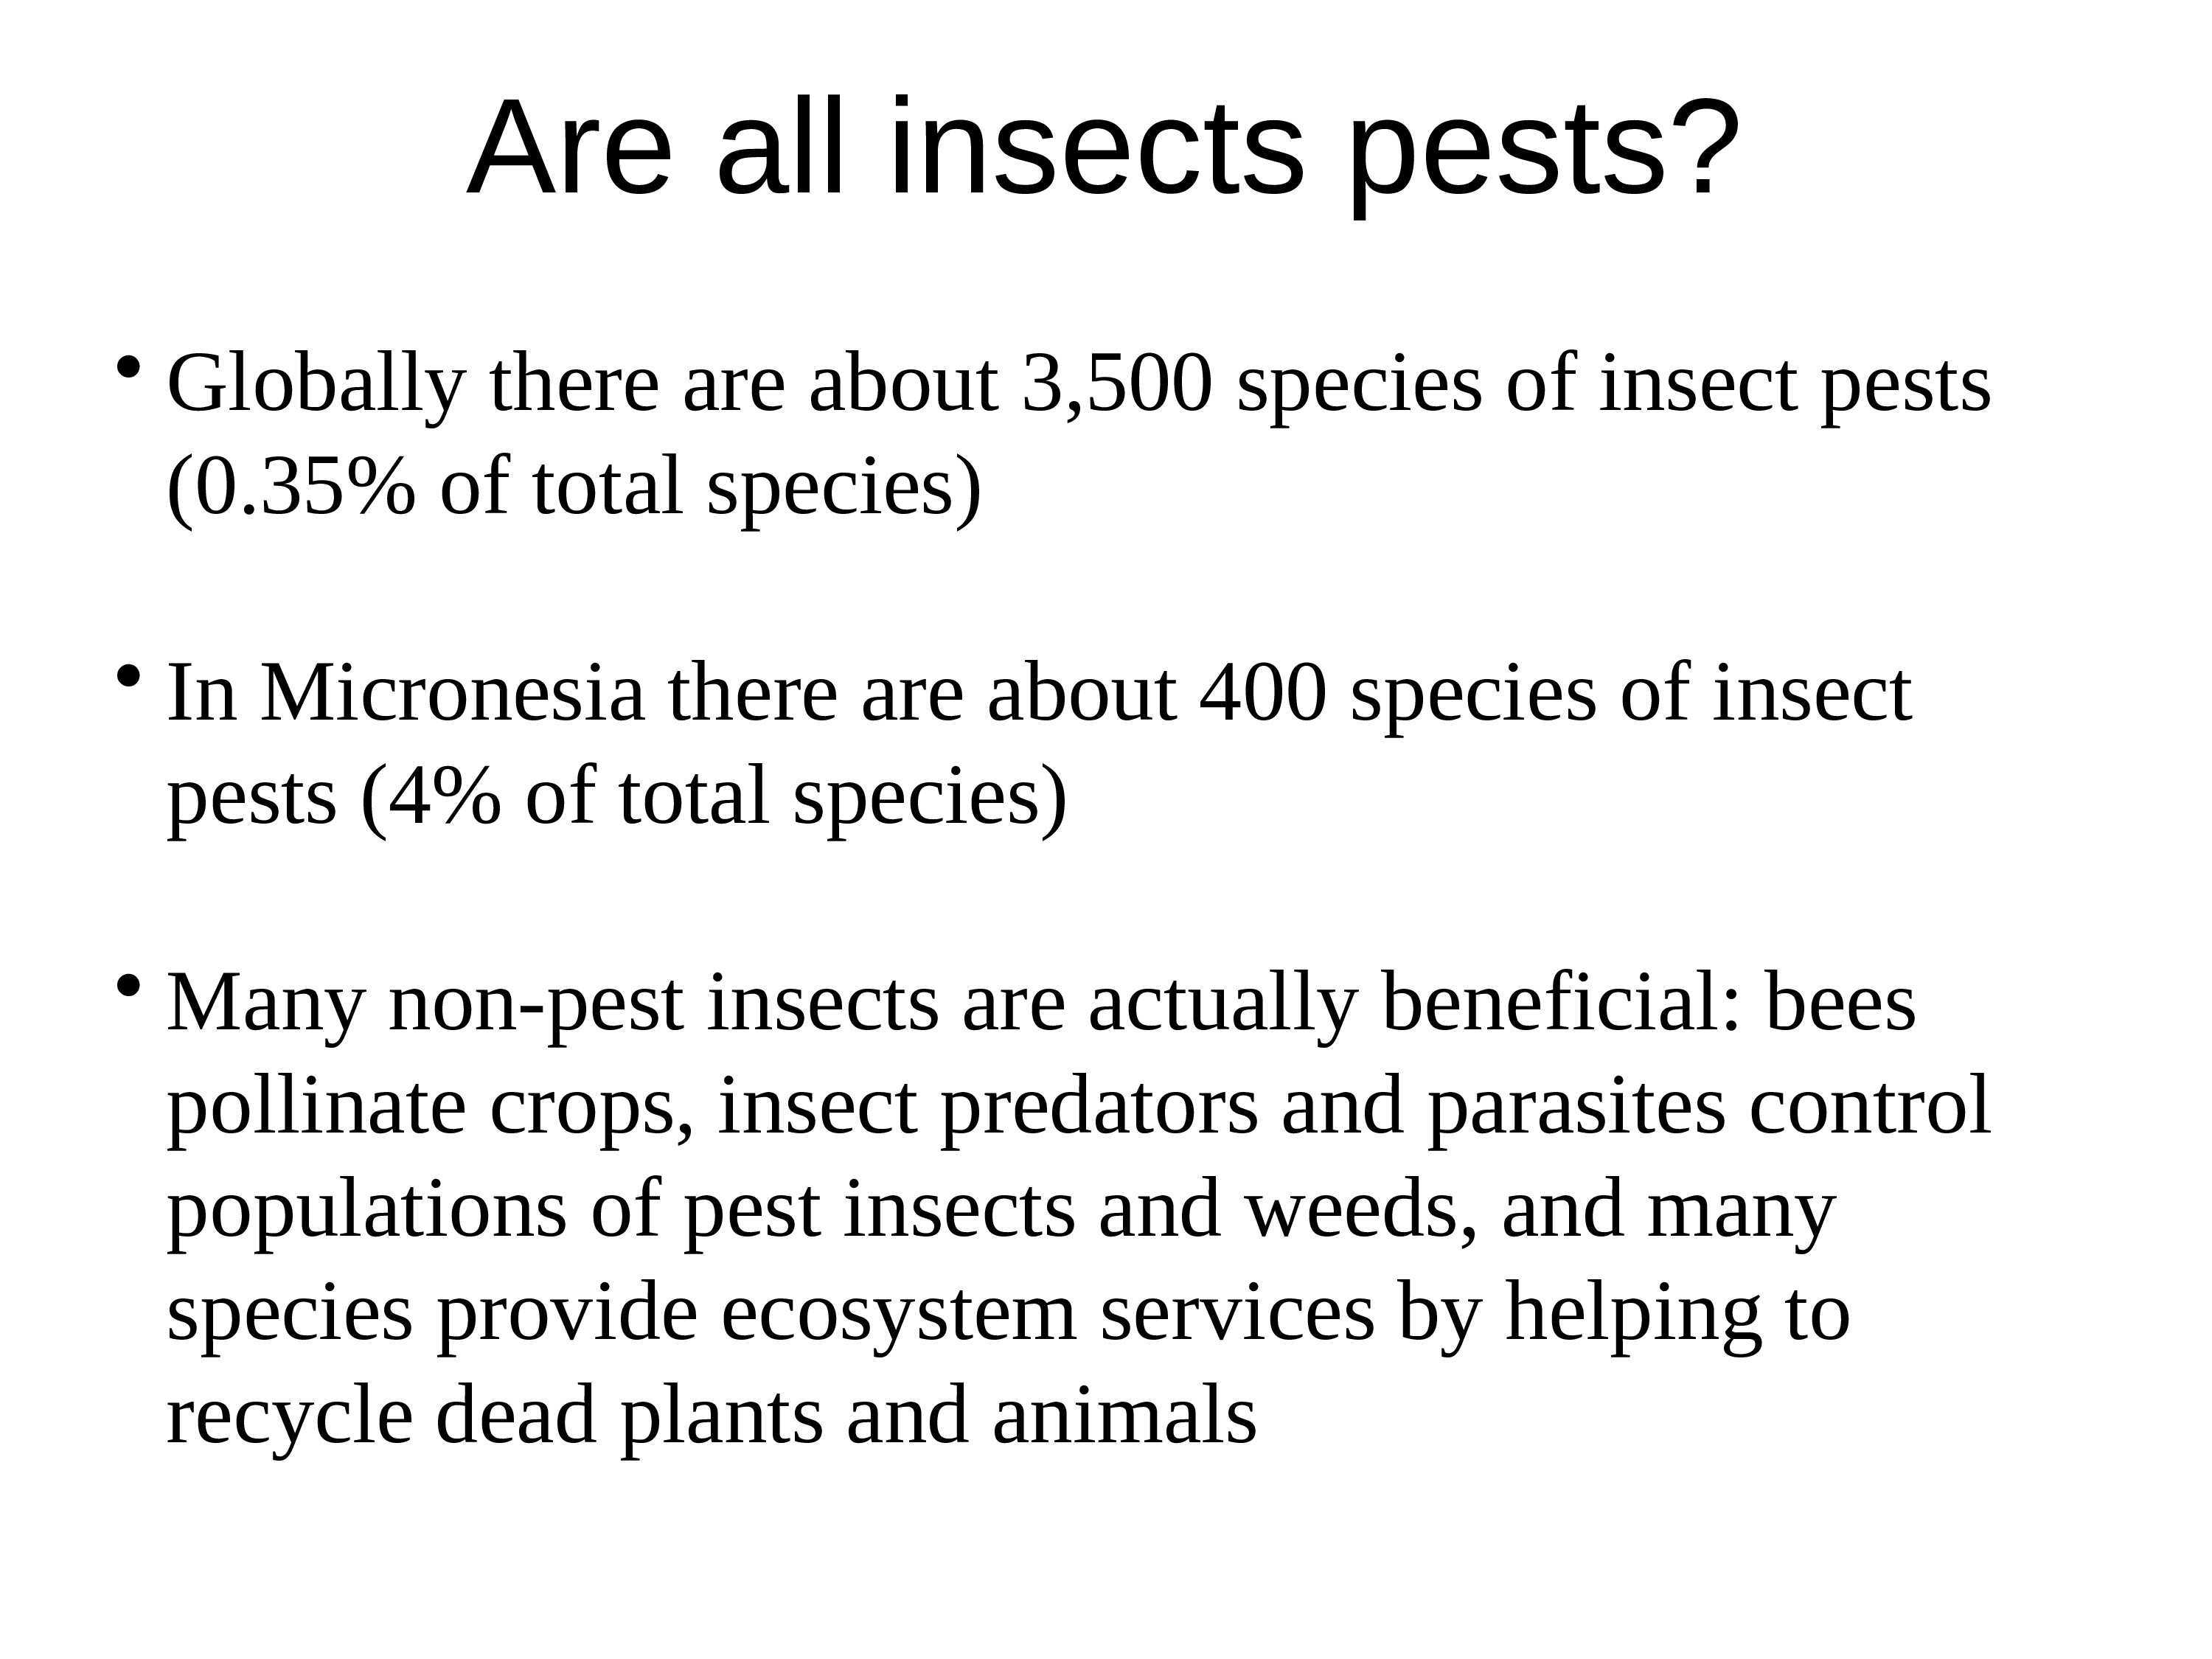 Are all insects pests?
• Globally there are about 3,500 species of insect pests
(0.35% of total species)
• In Micronesia there are about 400 species of insect
pests (4% of total species)
• Many non-pest insects are actually beneficial: bees
pollinate crops, insect predators and parasites control
populations of pest insects and weeds, and many
species provide ecosystem services by helping to
recycle dead plants and animals